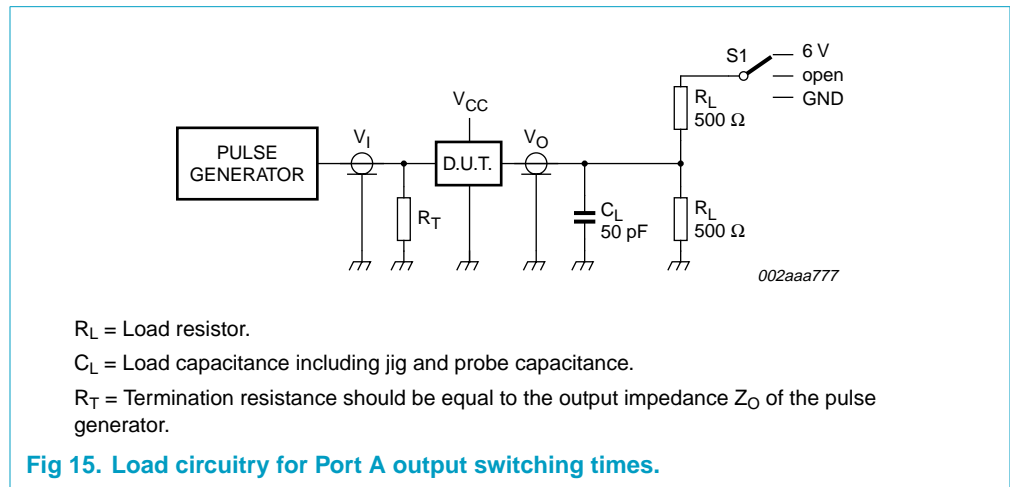 S1
6 V
open
GND
RL
500 Ω
VCC
VI
VO
PULSE
GENERATOR
D.U.T.
RT
CL
50 pF
RL
500 Ω
002aaa777
RL = Load resistor.
CL = Load capacitance including jig and probe capacitance.
RT = Termination resistance should be equal to the output impedance ZO of the pulse
generator.
Fig 15. Load circuitry for Port A output switching times.